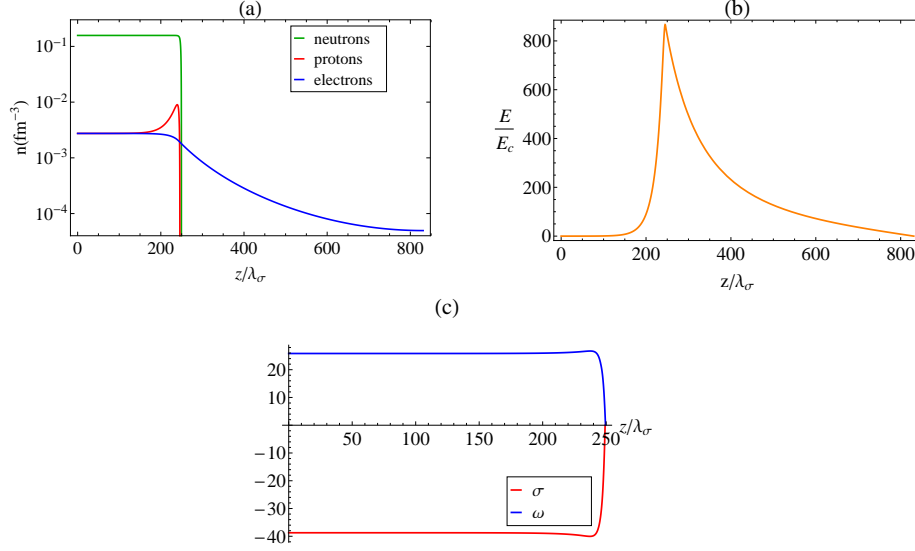 (a)
10⁻¹
10⁻²
10⁻³
10⁻⁴
n(fm⁻³)
neutrons
protons
electrons
0 200 400 600 800
z/λσ
(b)
800
600
400
200
0
E
Ec
0 200 400 600 800
z/λσ
(c)
20
10
-10
-20
-30
-40
50 100 150 200 250
z/λσ
σ
ω